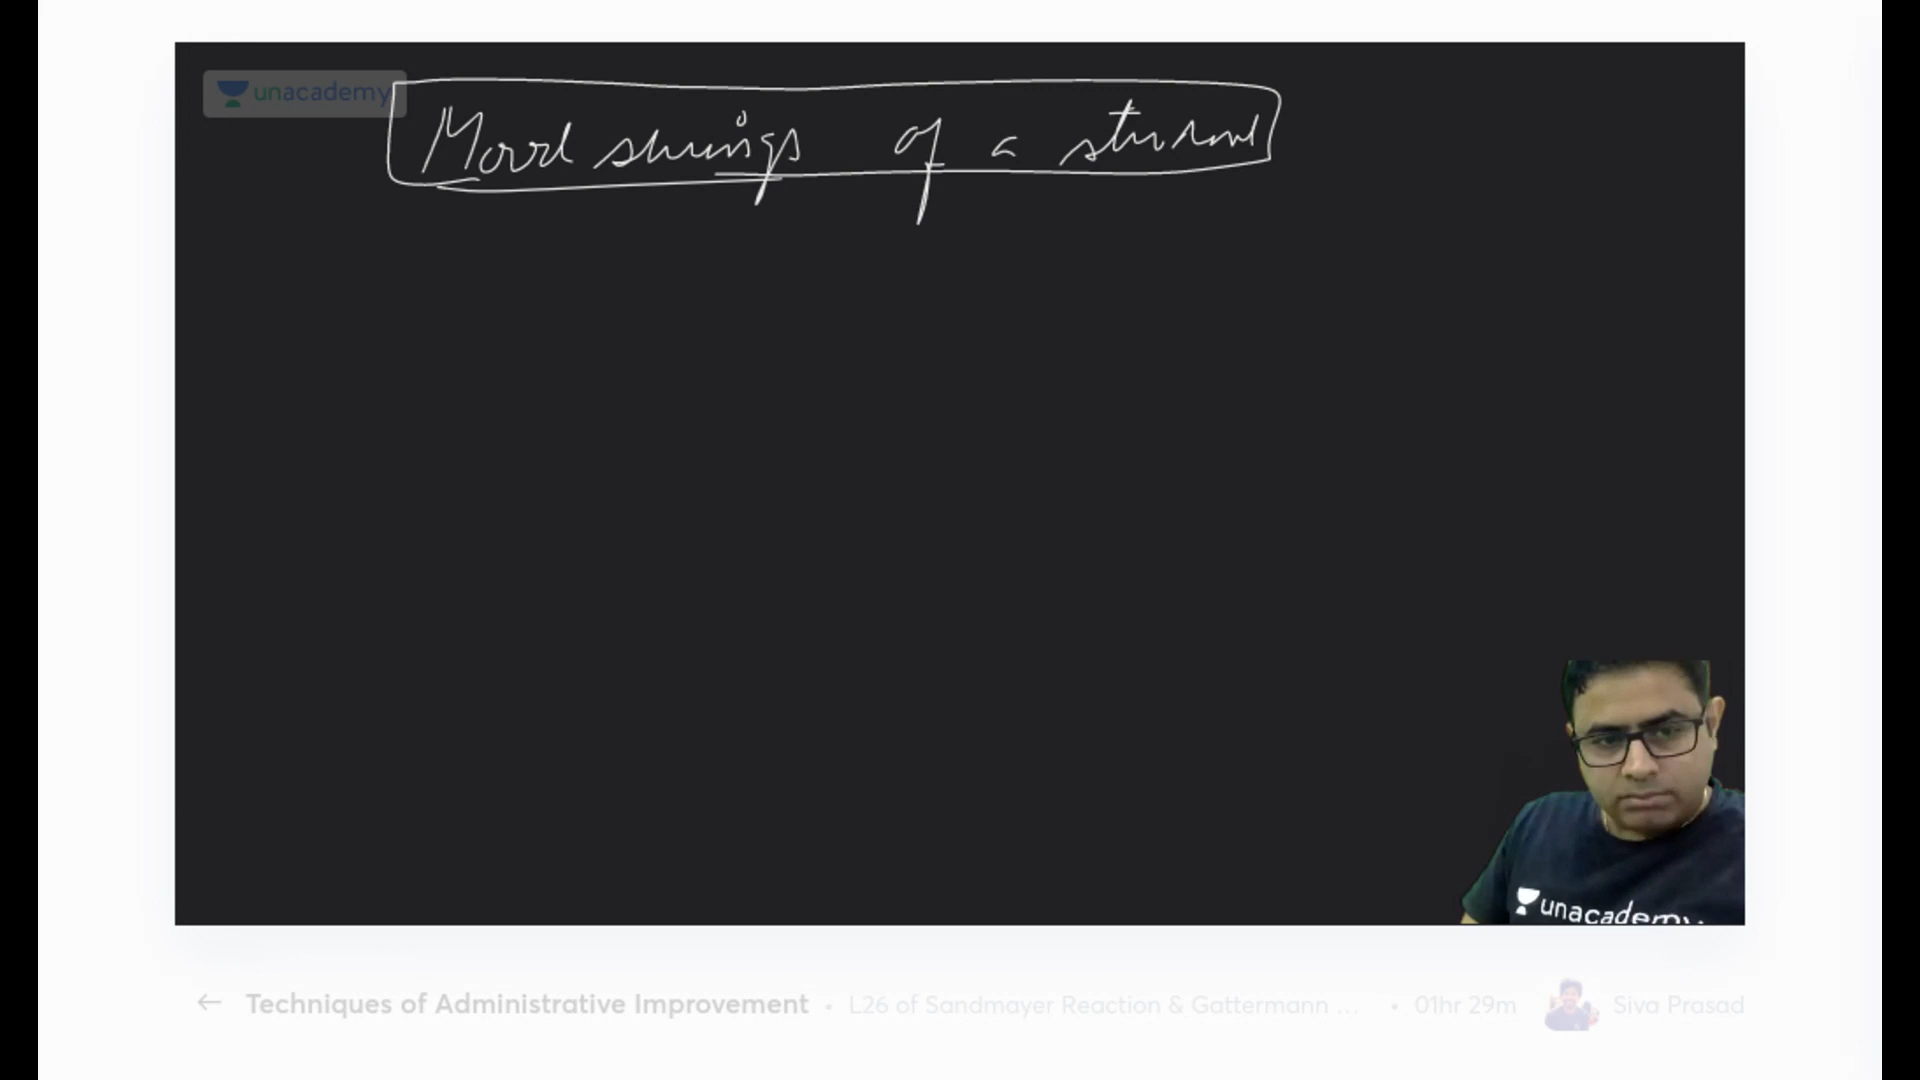 unacademy
Mood swings of a student
unacademy
Techniques of Administrative Improvement • L26 of Sandmayer Reaction & Gattermann ... • 01hr 29m Siva Prasad